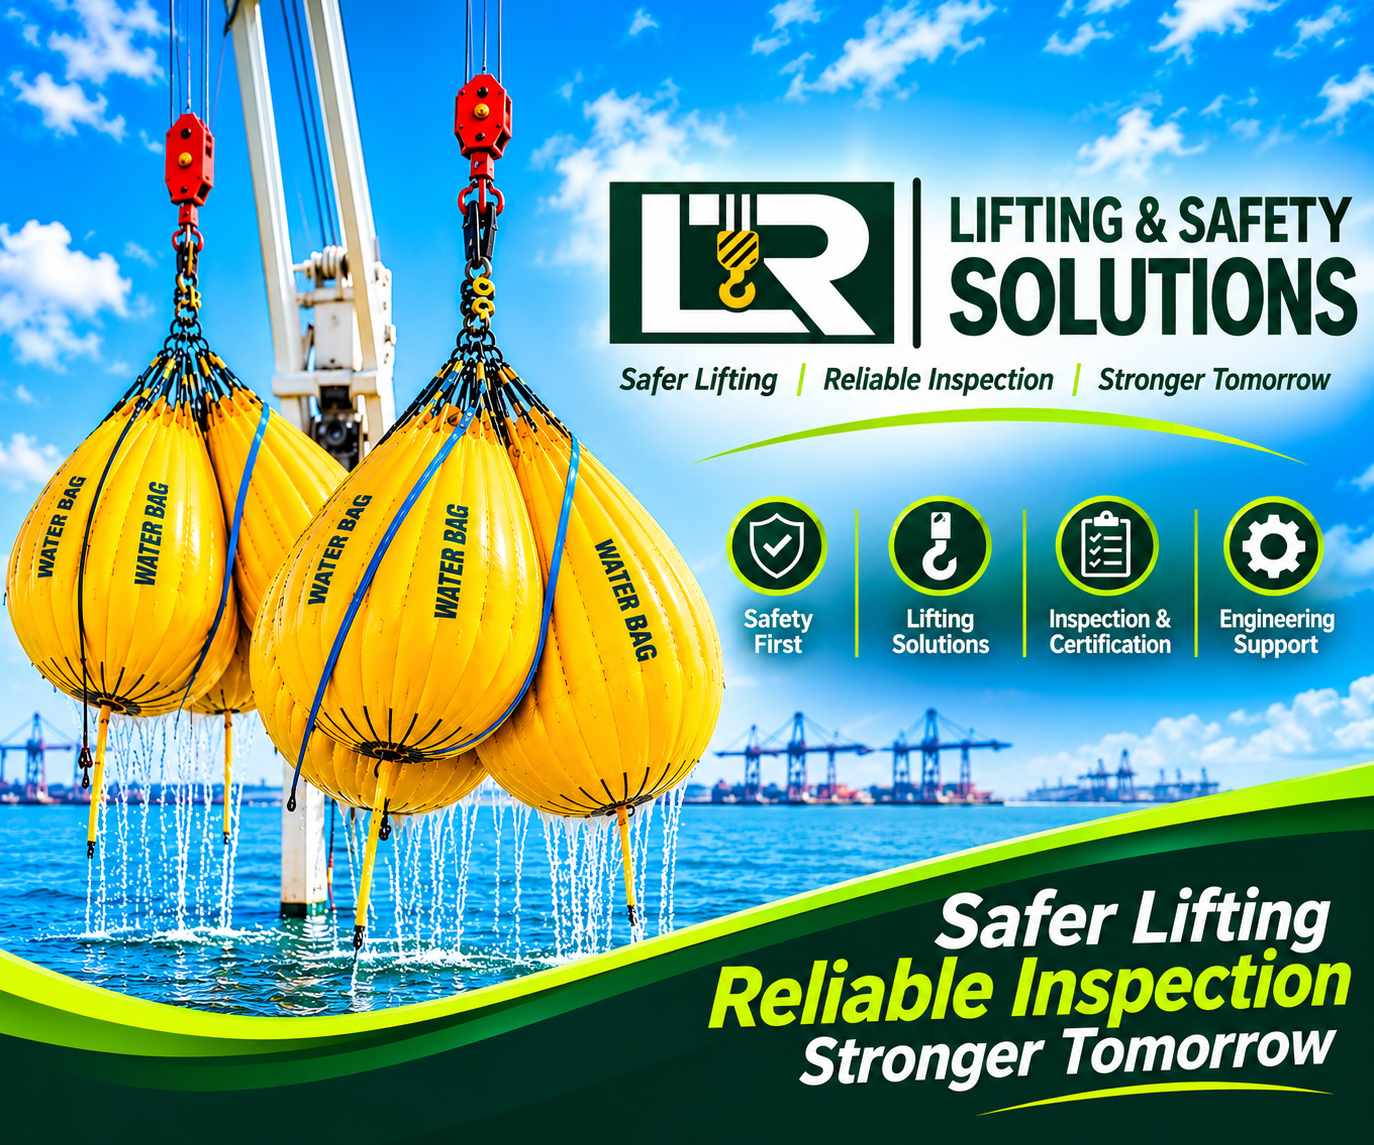 LR
LIFTING & SAFETY
SOLUTIONS
Safer Lifting | Reliable Inspection | Stronger Tomorrow
WATER BAG
WATER BAG
WATER BAG
WATER BAG
WATER BAG
Safety
First
Lifting
Solutions
Inspection &
Certification
Engineering
Support
Safer Lifting
Reliable Inspection
Stronger Tomorrow